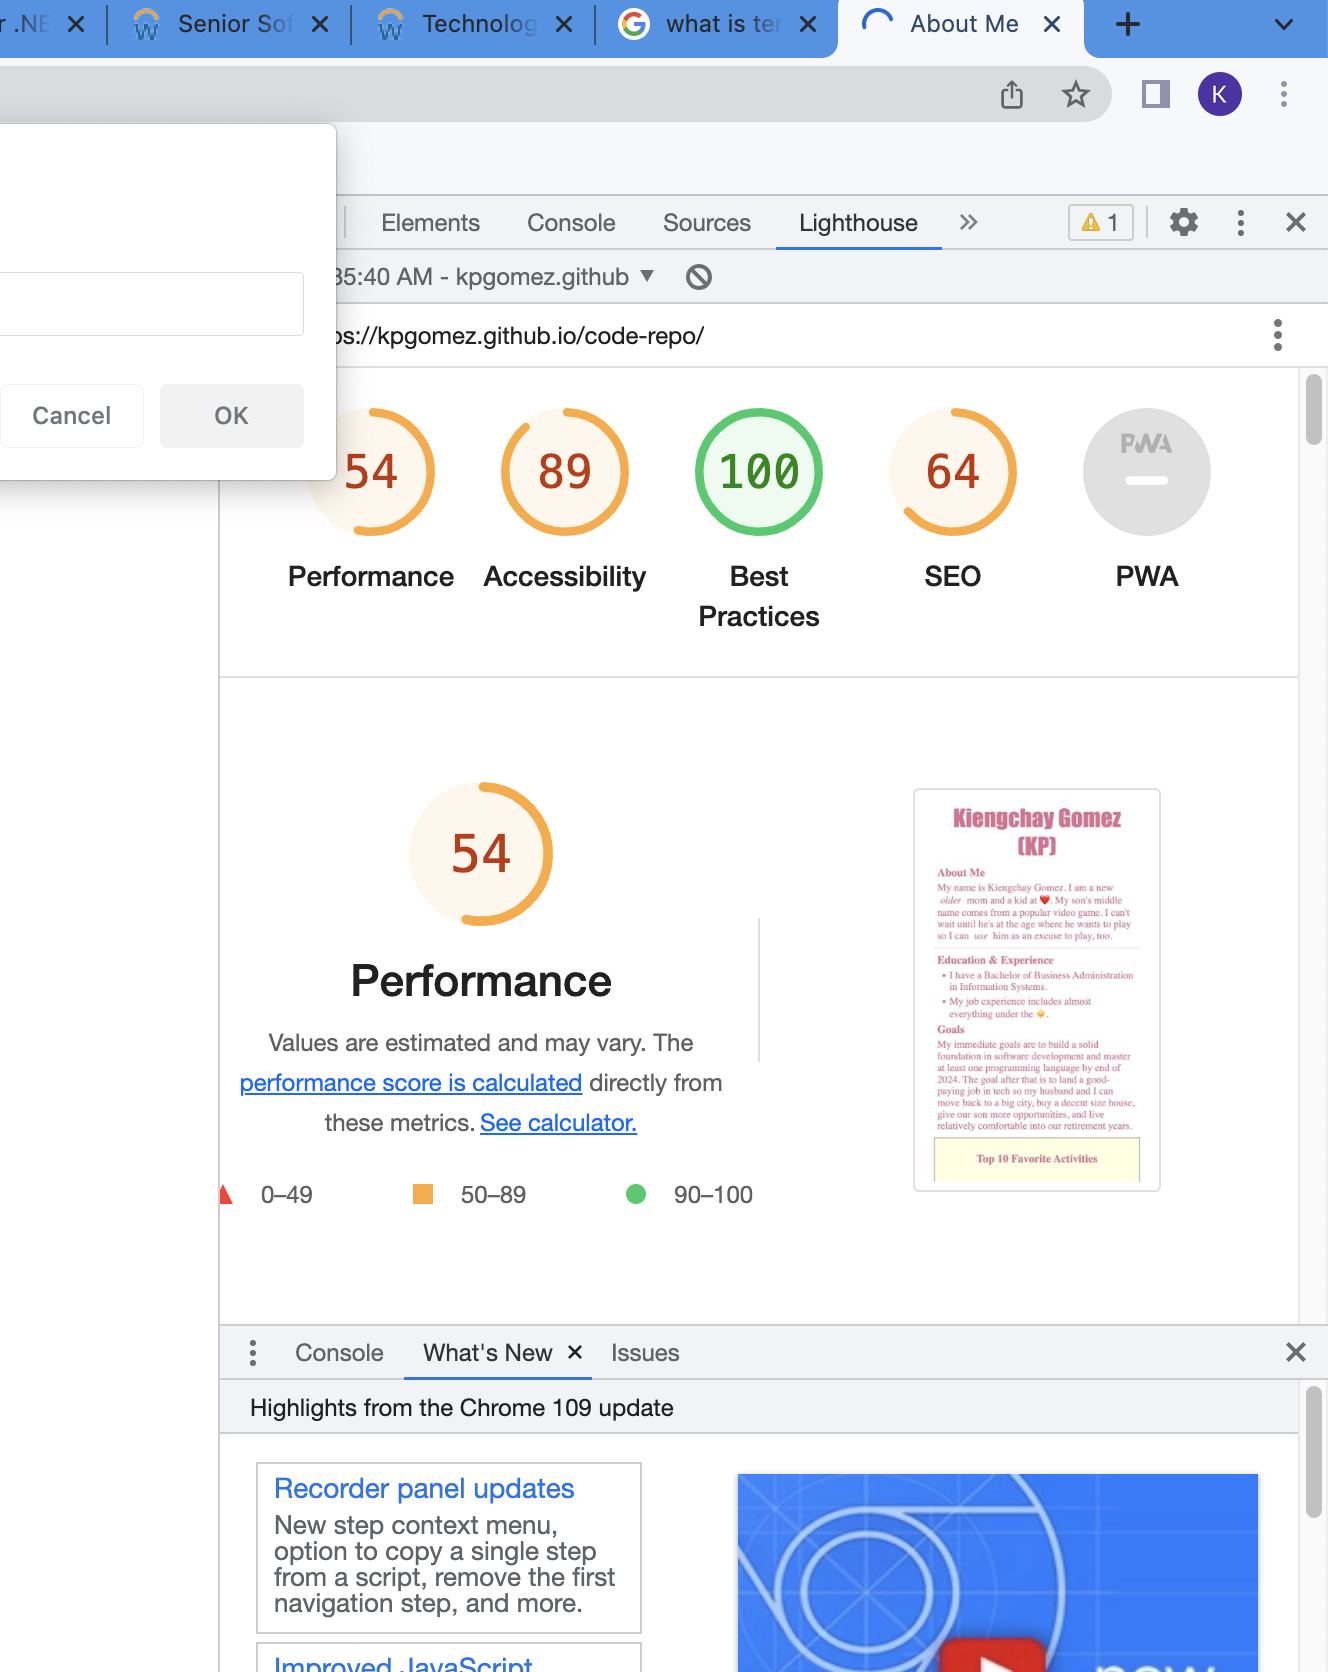 r .NE
Senior Sof
Technolog
what is ter
About Me
K
Elements
Console
Sources
Lighthouse
1
35:40 AM - kpgomez.github
ps://kpgomez.github.io/code-repo/
Cancel
OK
54
89
100
64
PWA
Performance
Accessibility
Best
Practices
SEO
PWA
54
Performance
Values are estimated and may vary. The
performance score is calculated directly from
these metrics. See calculator.
0–49
50–89
90–100
Kiengchay Gomez
(KP)
About Me
My name is Kiengchay Gomez. I am a new
older mom and a kid at ❤️. My son's middle
name comes from a popular video game. I can't
wait until he's at the age where he wants to play
so I can use him as an excuse to play, too.
Education & Experience
• I have a Bachelor of Business Administration
in Information Systems.
• My job experience includes almost
everything under the ☀️.
Goals
My immediate goals are to build a solid
foundation in software development and master
at least one programming language by end of
2024. The goal after that is to land a good-
paying job in tech so my husband and I can
move back to a big city, buy a decent size house,
give our son more opportunities, and live
relatively comfortable into our retirement years.
Top 10 Favorite Activities
Console
What's New
Issues
Highlights from the Chrome 109 update
Recorder panel updates
New step context menu,
option to copy a single step
from a script, remove the first
navigation step, and more.
Improved JavaScript
new